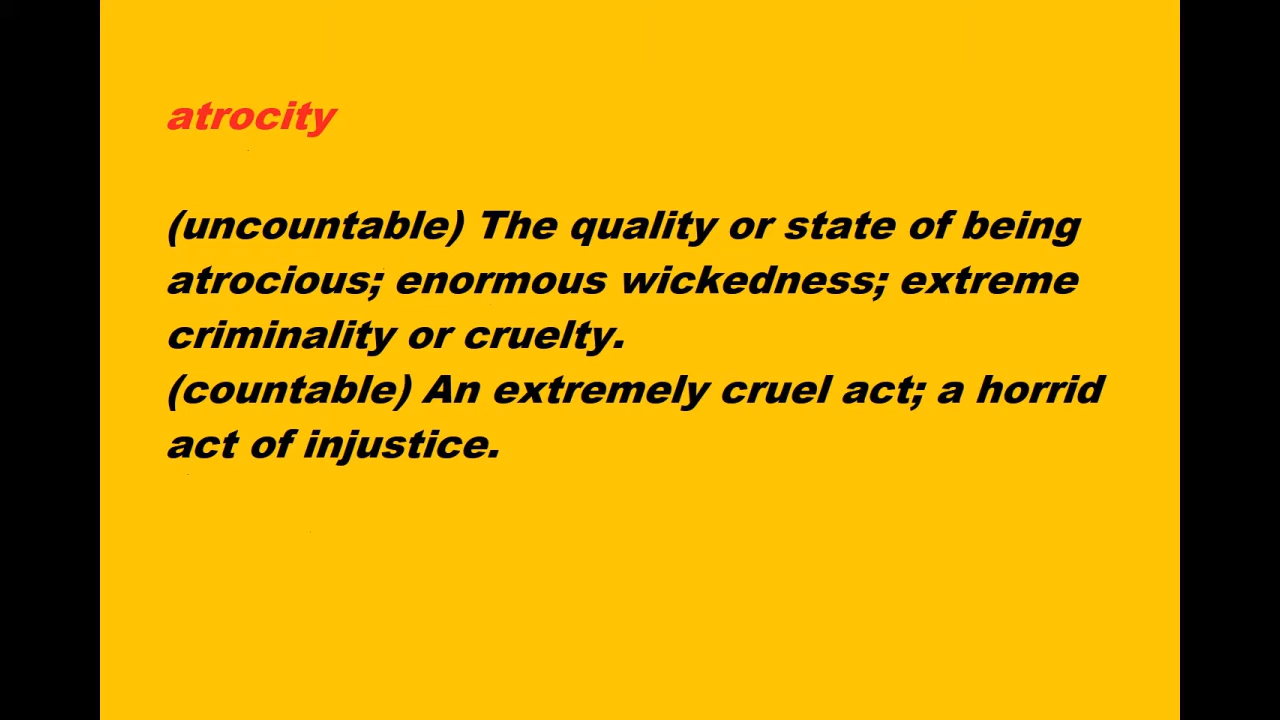 atrocity
(uncountable) The quality or state of being
atrocious; enormous wickedness; extreme
criminality or cruelty.
(countable) An extremely cruel act; a horrid
act of injustice.